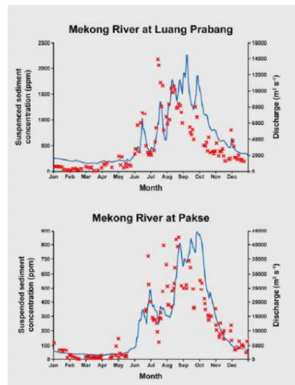 Mekong River at Luang Prabang
Suspended sediment
concentration (ppm)
2500
1500
500
0
16000
14000
12000
10000
8000
6000
4000
2000
0
Discharge (m³ s⁻¹)
Jan Feb Mar Apr May Jun Jul Aug Sep Oct Nov Dec
Month
Mekong River at Pakse
Suspended sediment
concentration (ppm)
900
800
700
600
500
400
300
200
100
0
45000
40000
35000
30000
25000
20000
15000
10000
5000
0
Discharge (m³ s⁻¹)
Jan Feb Mar Apr May Jun Jul Aug Sep Oct Nov Dec
Month